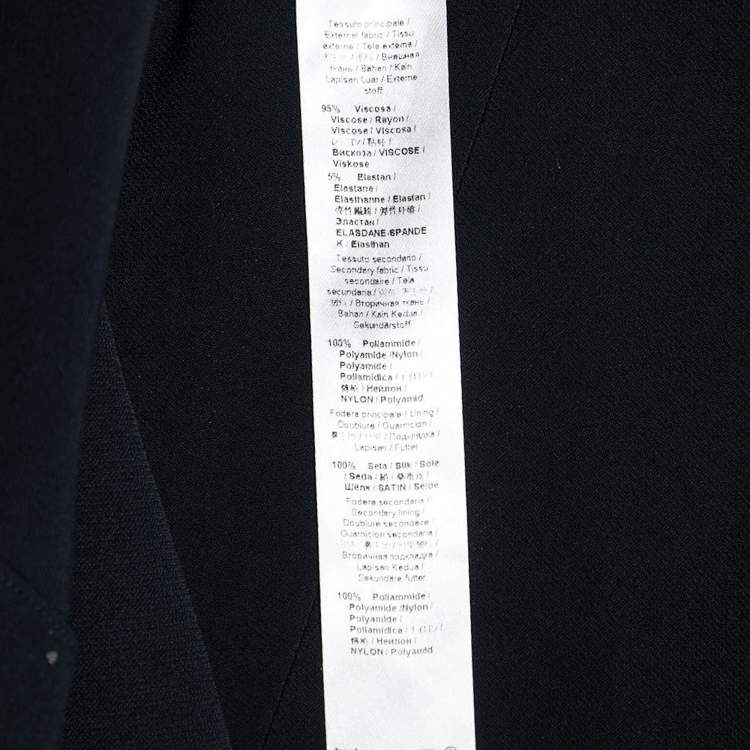 Tessuto principale /
External fabric / Tissu
externe / Tela externa /
Внешняя
ткань / Bahan / Kain
Lapisan Luar / Externe
stoff
95% Viscosa /
Viscose / Rayon /
Viscose / Viscosa /
Вискоза / VISCOSE /
Viskose
5% Elastan /
Elastane /
Elasthanne / Elastan /
Эластан /
ELASDANE-SPANDE
X / Elasthan
Tessuto secondario /
Secondery fabric / Tissu
secondaire / Tela
secundaria /
/ Вторичная ткань /
Bahan / Kain Kedua /
Sekundärstoff
100% Poliammide /
Polyamide /Nylon /
Polyamide /
Poliamidica /
/ Нейлон /
NYLON / Polyamid
Fodera principale / Lining /
Doublure / Guarnicion /
/ Подкладка /
Lapisan / Futter
100% Seta / Silk / Soie
/ Seda /
Шёлк / SATIN / Seide
Fodera secondaria /
Secondery lining /
Doublure secondaire /
Guarnicion secondaria /
Вторичная подкладка /
Lapisan Kedua /
Sekundäre futter
100% Poliammide /
Polyamide /Nylon /
Polyamide /
Poliamidica /
/ Нейлон /
NYLON / Polyamid